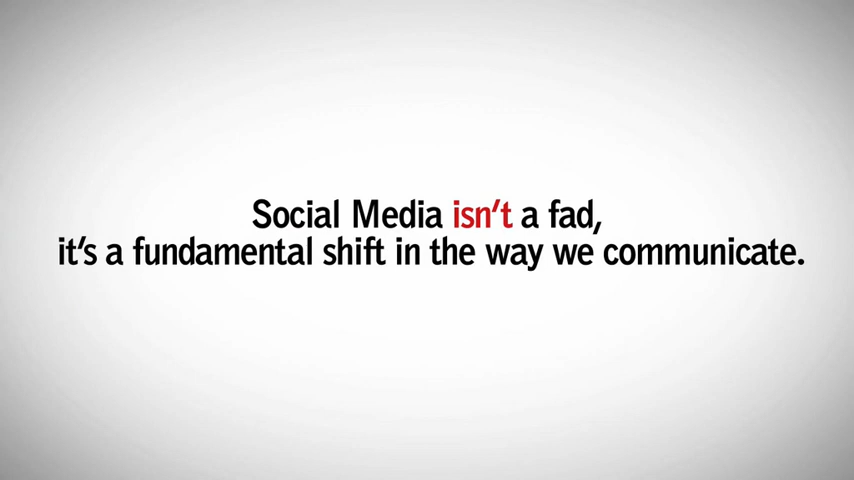 Social Media isn't a fad,
it's a fundamental shift in the way we communicate.